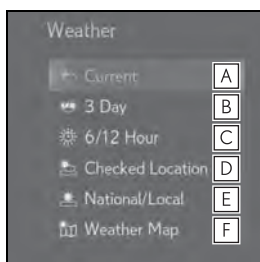 Weather
Current A
3 Day B
6/12 Hour C
Checked Location D
National/Local E
Weather Map F